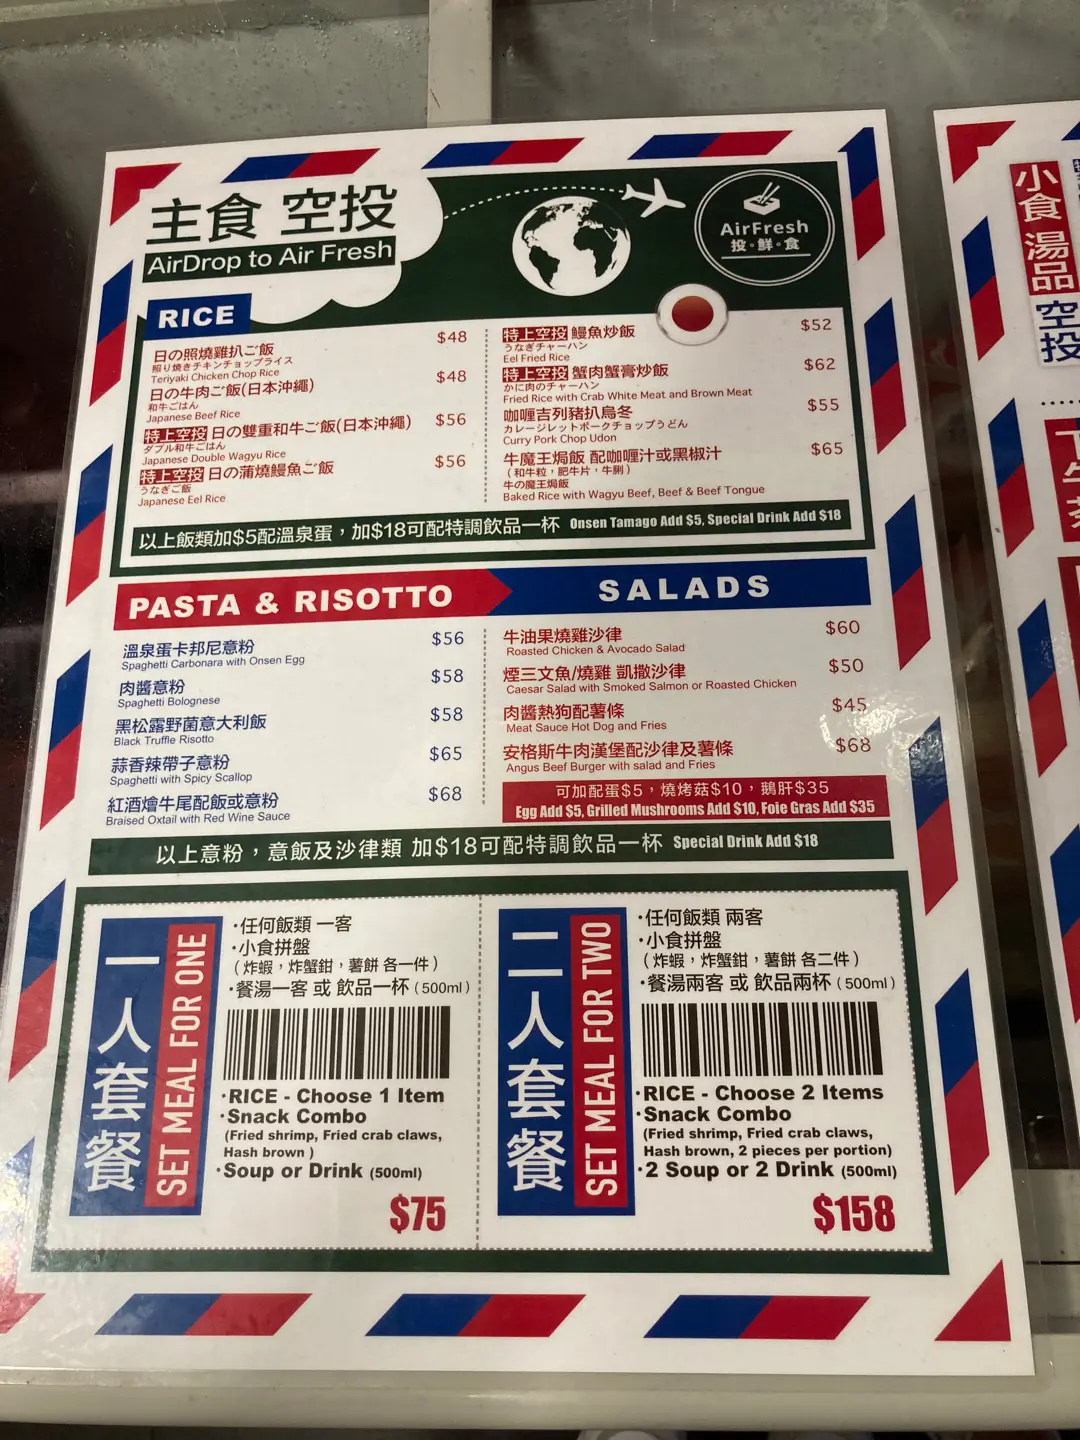 主食 空投
AirDrop to Air Fresh
AirFresh
投·鮮·食
RICE
日の照燒雞扒ご飯 $48
照り焼きチキンチョップライス
Teriyaki Chicken Chop Rice
日の牛肉ご飯(日本沖繩) $48
和牛ごはん
Japanese Beef Rice
特上空投 日の雙重和牛ご飯(日本沖繩) $56
ダブル和牛ごはん
Japanese Double Wagyu Rice
特上空投 日の蒲燒鰻魚ご飯 $56
うなぎご飯
Japanese Eel Rice
特上空投 鰻魚炒飯 $52
うなぎチャーハン
Eel Fried Rice
特上空投 蟹肉蟹膏炒飯 $62
かに肉のチャーハン
Fried Rice with Crab White Meat and Brown Meat
咖喱吉列豬扒烏冬 $55
カレージレットポークチョップうどん
Curry Pork Chop Udon
牛魔王焗飯 配咖喱汁或黑椒汁 $65
(和牛粒，肥牛片，牛脷)
牛の魔王焗飯
Baked Rice with Wagyu Beef, Beef & Beef Tongue
以上飯類加$5配溫泉蛋，加$18可配特調飲品一杯 Onsen Tamago Add $5, Special Drink Add $18
PASTA & RISOTTO
溫泉蛋卡邦尼意粉 $56
Spaghetti Carbonara with Onsen Egg
肉醬意粉 $58
Spaghetti Bolognese
黑松露野菌意大利飯 $58
Black Truffle Risotto
蒜香辣帶子意粉 $65
Spaghetti with Spicy Scallop
紅酒燴牛尾配飯或意粉 $68
Braised Oxtail with Red Wine Sauce
SALADS
牛油果燒雞沙律 $60
Roasted Chicken & Avocado Salad
煙三文魚/燒雞 凱撒沙律 $50
Caesar Salad with Smoked Salmon or Roasted Chicken
肉醬熱狗配薯條 $45
Meat Sauce Hot Dog and Fries
安格斯牛肉漢堡配沙律及薯條 $68
Angus Beef Burger with salad and Fries
可加配蛋$5，燒烤菇$10，鵝肝$35
Egg Add $5, Grilled Mushrooms Add $10, Foie Gras Add $35
以上意粉，意飯及沙律類 加$18可配特調飲品一杯 Special Drink Add $18
一人套餐
SET MEAL FOR ONE
·任何飯類 一客
·小食拼盤
(炸蝦，炸蟹鉗，薯餅 各一件)
·餐湯一客 或 飲品一杯 (500ml)
·RICE - Choose 1 Item
·Snack Combo
(Fried shrimp, Fried crab claws,
Hash brown )
·Soup or Drink (500ml)
$75
二人套餐
SET MEAL FOR TWO
·任何飯類 兩客
·小食拼盤
(炸蝦，炸蟹鉗，薯餅 各二件)
·餐湯兩客 或 飲品兩杯 (500ml)
·RICE - Choose 2 Items
·Snack Combo
(Fried shrimp, Fried crab claws,
Hash brown, 2 pieces per portion)
·2 Soup or 2 Drink (500ml)
$158
小食 湯品
空投